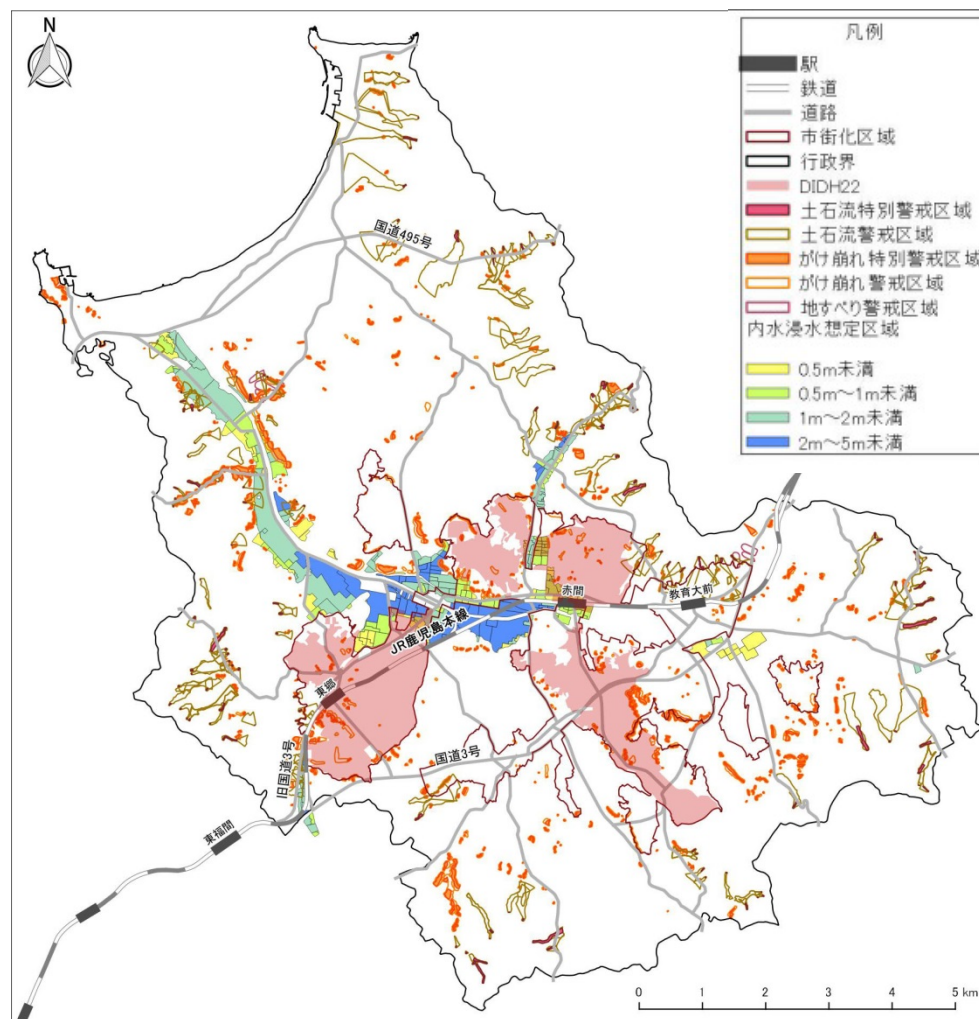 N
凡例
駅
鉄道
道路
市街化区域
行政界
DIDH22
土石流特別警戒区域
土石流警戒区域
がけ崩れ特別警戒区域
がけ崩れ警戒区域
地すべり警戒区域
内水浸水想定区域
0.5m未満
0.5m～1m未満
1m～2m未満
2m～5m未満
国道495号
赤間
教育大前
JR鹿児島本線
東郷
国道3号
旧国道3号
東福間
0 1 2 3 4 5 km